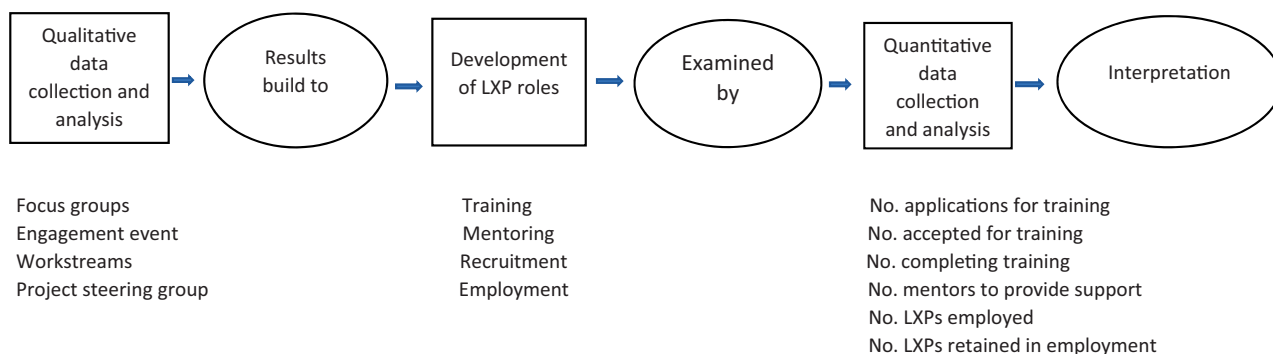 Qualitative
data
collection and
analysis
Results
build to
Development
of LXP roles
Examined
by
Quantitative
data
collection
and analysis
Interpretation
Focus groups
Engagement event
Workstreams
Project steering group
Training
Mentoring
Recruitment
Employment
No. applications for training
No. accepted for training
No. completing training
No. mentors to provide support
No. LXPs employed
No. LXPs retained in employment